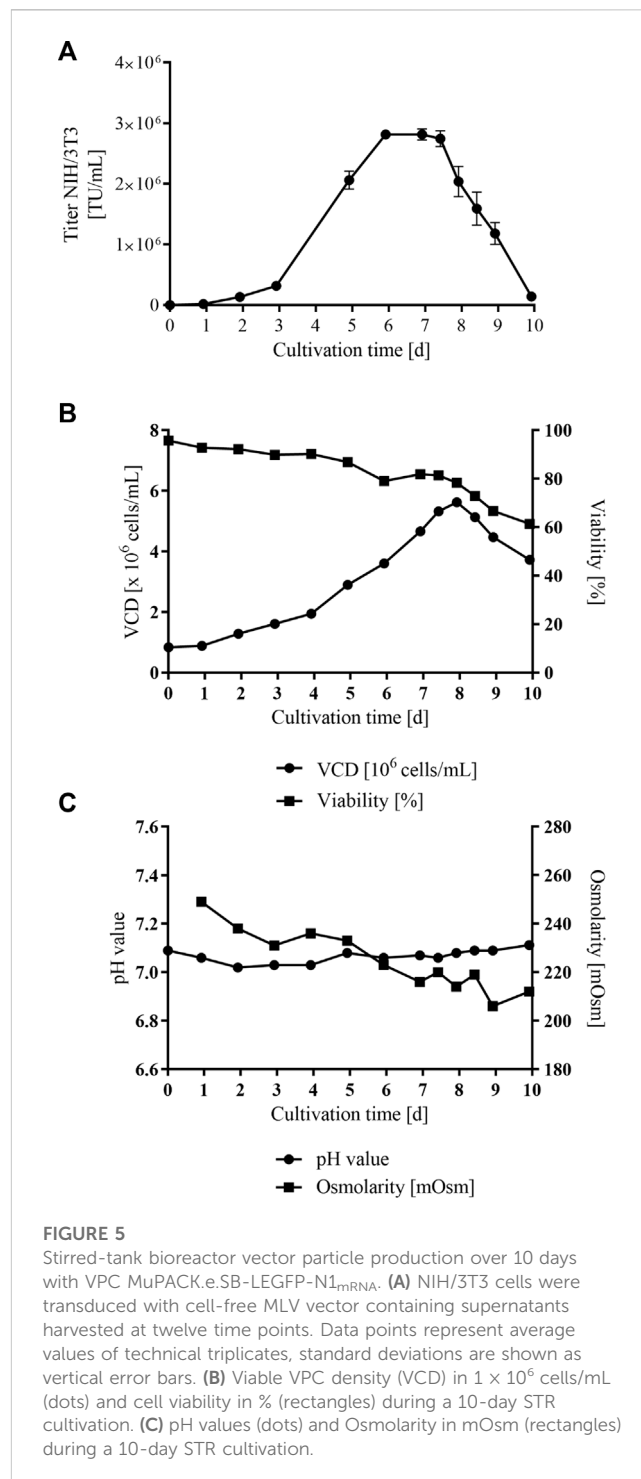 A
4×10⁶
3×10⁶
2×10⁶
1×10⁶
0
Titer NIH/3T3
[TU/mL]
0 1 2 3 4 5 6 7 8 9 10
Cultivation time [d]
B
8
6
4
2
0
VCD [x 10⁶ cells/mL]
100
80
60
40
20
0
Viability [%]
0 1 2 3 4 5 6 7 8 9 10
Cultivation time [d]
VCD [10⁶ cells/mL]
Viability [%]
C
7.6
7.4
7.2
7.0
6.8
6.6
pH value
280
260
240
220
200
180
Osmolarity
[mOsm]
0 1 2 3 4 5 6 7 8 9 10
Cultivation time [d]
pH value
Osmolarity [mOsm]
FIGURE 5
Stirred-tank bioreactor vector particle production over 10 days
with VPC MuPACK.e.SB-LEGFP-N1mRNA. (A) NIH/3T3 cells were
transduced with cell-free MLV vector containing supernatants
harvested at twelve time points. Data points represent average
values of technical triplicates, standard deviations are shown as
vertical error bars. (B) Viable VPC density (VCD) in 1 × 10⁶ cells/mL
(dots) and cell viability in % (rectangles) during a 10-day STR
cultivation. (C) pH values (dots) and Osmolarity in mOsm (rectangles)
during a 10-day STR cultivation.